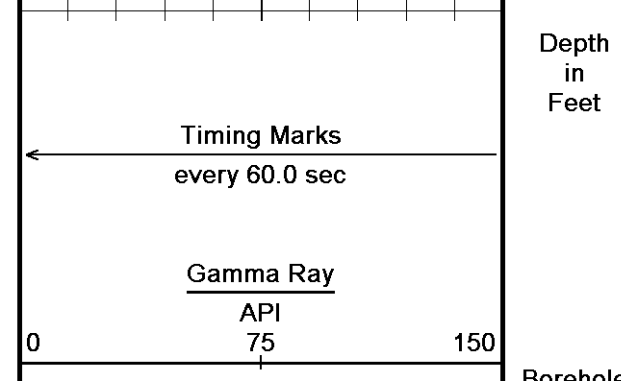 Depth
in
Feet
Timing Marks
every 60.0 sec
Gamma Ray
API
0 75 150
Borehole